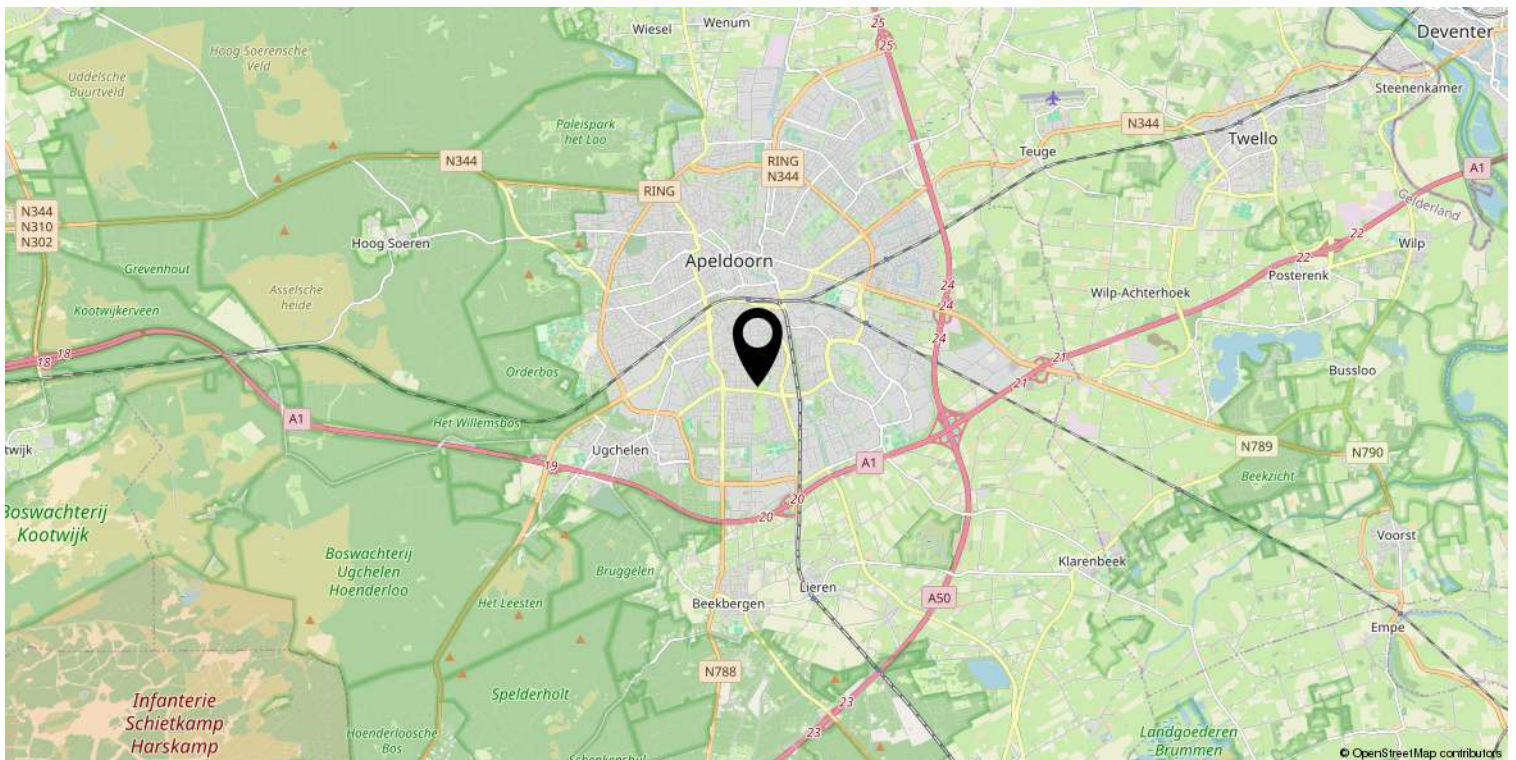 25
Wiesel
Wenum
Deventer
25
Hoog Soerensche
Veld
Uddelsche
Buurtveld
Steenenkamer
Paleispark
het Loo
N344
Twello
Teuge
N344
RING
N344
A1
RING
Gelderland
N344
N310
N302
22
Hoog Soeren
Wilp
22
Apeldoorn
Grevenhout
Posterenk
Asselsche
heide
24
Wilp-Achterhoek
24
Kootwijkerveen
24
18
18
21
Orderbos
Bussloo
21
A1
Het Willemsbos
twijk
Ugchelen
N789
N790
A1
19
Beekzicht
20
20
Boswachterij
Kootwijk
Voorst
Boswachterij
Ugchelen
Hoenderloo
Bruggelen
Klarenbeek
Lieren
A50
Het Leesten
Beekbergen
Empe
N788
Spelderholt
Infanterie
Schietkamp
Harskamp
23
23
Hoenderloosche
Bos
Landgoederen
Brummen
Schenkenshul
© OpenStreetMap contributors